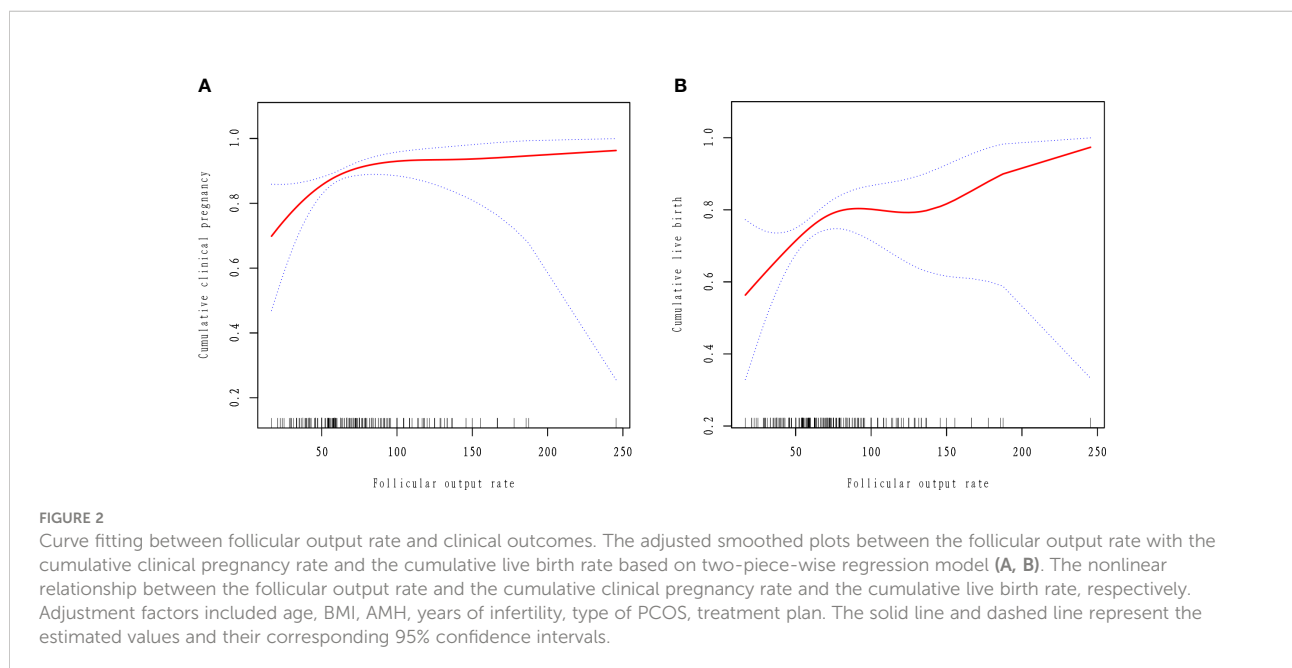 A
B
Cumulative clinical pregnancy
0.2 0.4 0.6 0.8 1.0
50 100 150 200 250
Follicular output rate
Cumulative live birth
0.2 0.4 0.6 0.8 1.0
50 100 150 200 250
Follicular output rate
FIGURE 2
Curve fitting between follicular output rate and clinical outcomes. The adjusted smoothed plots between the follicular output rate with the
cumulative clinical pregnancy rate and the cumulative live birth rate based on two-piece-wise regression model (A, B). The nonlinear
relationship between the follicular output rate and the cumulative clinical pregnancy rate and the cumulative live birth rate, respectively.
Adjustment factors included age, BMI, AMH, years of infertility, type of PCOS, treatment plan. The solid line and dashed line represent the
estimated values and their corresponding 95% confidence intervals.